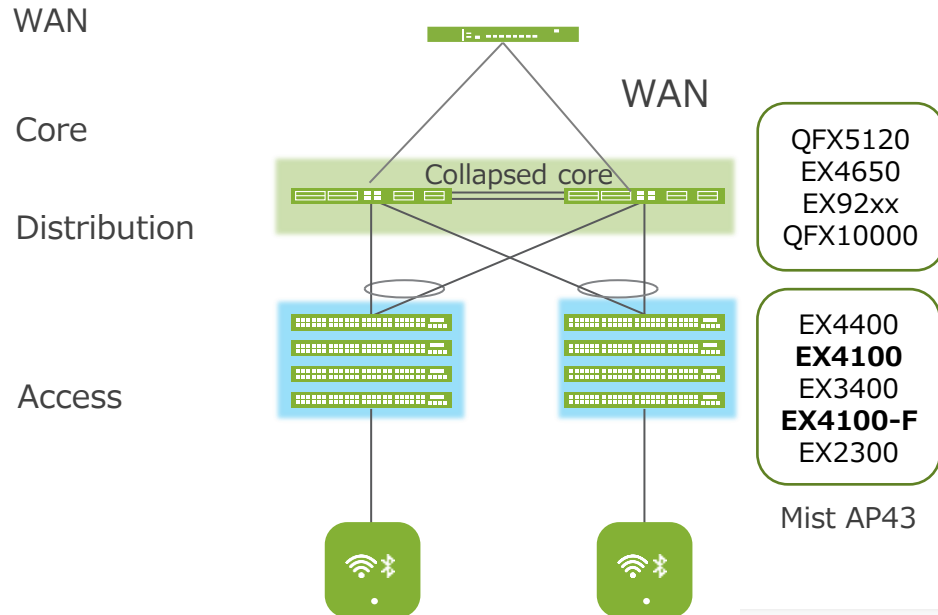 WAN
WAN
Core
Collapsed core
Distribution
QFX5120
EX4650
EX92xx
QFX10000
Access
EX4400
EX4100
EX3400
EX4100-F
EX2300
Mist AP43